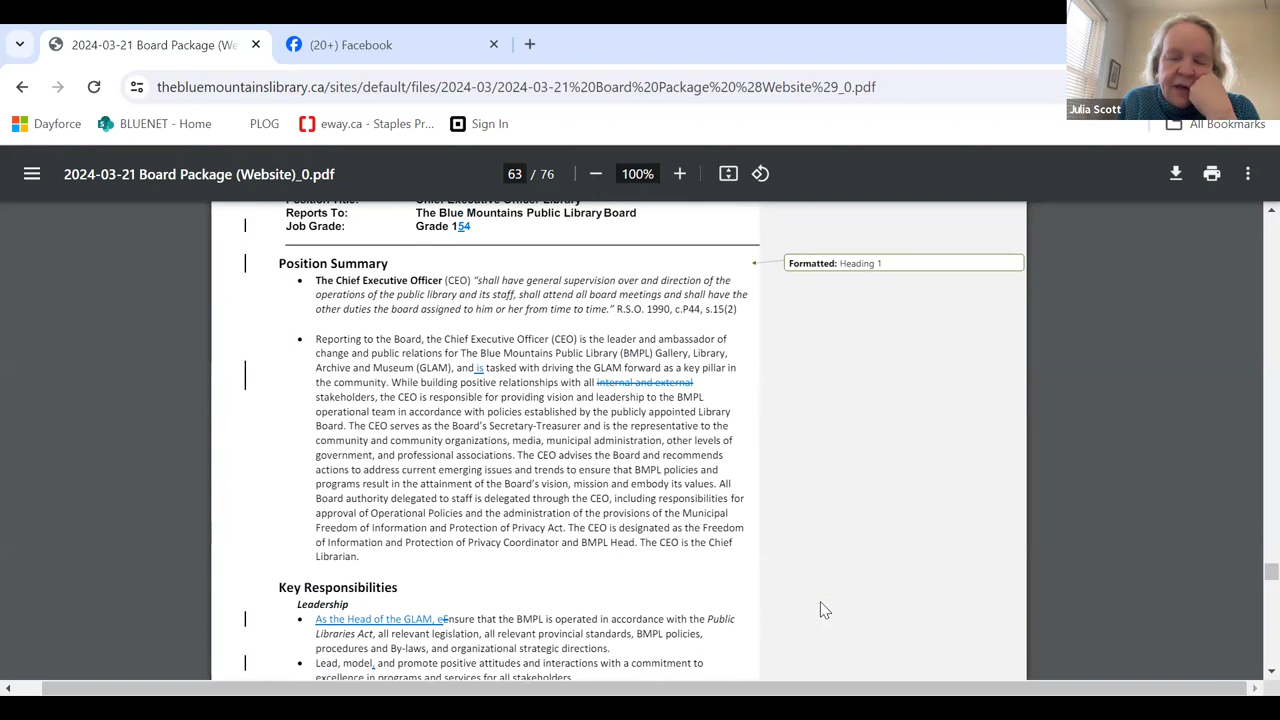 2024-03-21 Board Package (We
(20+) Facebook
thebluemountainslibrary.ca/sites/default/files/2024-03/2024-03-21%20Board%20Package%20%28Website%29_0.pdf
Julia Scott
Dayforce
BLUENET - Home
PLOG
eway.ca - Staples Pr...
Sign In
All Bookmarks
2024-03-21 Board Package (Website)_0.pdf
63 / 76
100%
Position Title: Chief Executive Officer Library
Reports To: The Blue Mountains Public Library Board
Job Grade: Grade 154
Position Summary
Formatted: Heading 1
• The Chief Executive Officer (CEO) “shall have general supervision over and direction of the
operations of the public library and its staff, shall attend all board meetings and shall have the
other duties the board assigned to him or her from time to time.” R.S.O. 1990, c.P44, s.15(2)
• Reporting to the Board, the Chief Executive Officer (CEO) is the leader and ambassador of
change and public relations for The Blue Mountains Public Library (BMPL) Gallery, Library,
Archive and Museum (GLAM), and is tasked with driving the GLAM forward as a key pillar in
the community. While building positive relationships with all internal and external
stakeholders, the CEO is responsible for providing vision and leadership to the BMPL
operational team in accordance with policies established by the publicly appointed Library
Board. The CEO serves as the Board’s Secretary-Treasurer and is the representative to the
community and community organizations, media, municipal administration, other levels of
government, and professional associations. The CEO advises the Board and recommends
actions to address current emerging issues and trends to ensure that BMPL policies and
programs result in the attainment of the Board’s vision, mission and embody its values. All
Board authority delegated to staff is delegated through the CEO, including responsibilities for
approval of Operational Policies and the administration of the provisions of the Municipal
Freedom of Information and Protection of Privacy Act. The CEO is designated as the Freedom
of Information and Protection of Privacy Coordinator and BMPL Head. The CEO is the Chief
Librarian.
Key Responsibilities
Leadership
• As the Head of the GLAM, eEnsure that the BMPL is operated in accordance with the Public
Libraries Act, all relevant legislation, all relevant provincial standards, BMPL policies,
procedures and By-laws, and organizational strategic directions.
• Lead, model, and promote positive attitudes and interactions with a commitment to
excellence in programs and services for all stakeholders.